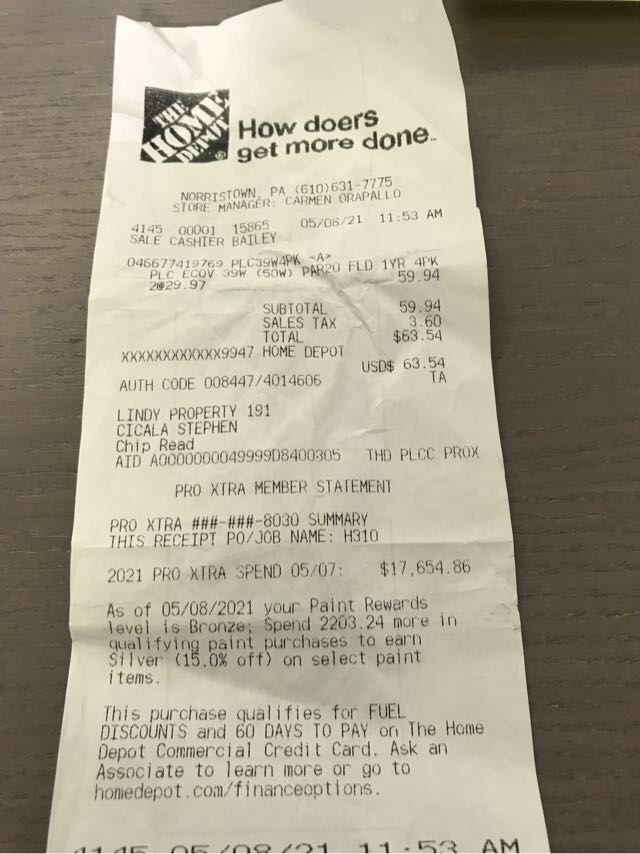 THE HOME DEPOT®
How doers
get more done™
NORRISTOWN, PA (610)631-7775
STORE MANAGER: CARMEN ORAPALLO
4145 00001 15865 05/08/21 11:53 AM
SALE CASHIER BAILEY
046677419769 PLC39W4PK <A>
PLC ECOV 39W (50W) PAR20 FLD 1YR 4PK
2@29.97 59.94
SUBTOTAL 59.94
SALES TAX 3.60
TOTAL $63.54
XXXXXXXXXXXX9947 HOME DEPOT
USD$ 63.54
AUTH CODE 008447/4014606 TA
LINDY PROPERTY 191
CICALA STEPHEN
Chip Read
AID A0000000049999D8400305 THD PLCC PROX
PRO XTRA MEMBER STATEMENT
PRO XTRA ###-###-8030 SUMMARY
THIS RECEIPT PO/JOB NAME: H310
2021 PRO XTRA SPEND 05/07: $17,654.86
As of 05/08/2021 your Paint Rewards
level is Bronze; Spend 2203.24 more in
qualifying paint purchases to earn
Silver (15.0% off) on select paint
items.
This purchase qualifies for FUEL
DISCOUNTS and 60 DAYS TO PAY on The Home
Depot Commercial Credit Card. Ask an
Associate to learn more or go to
homedepot.com/financeoptions.
4145 05/08/21 11:53 AM